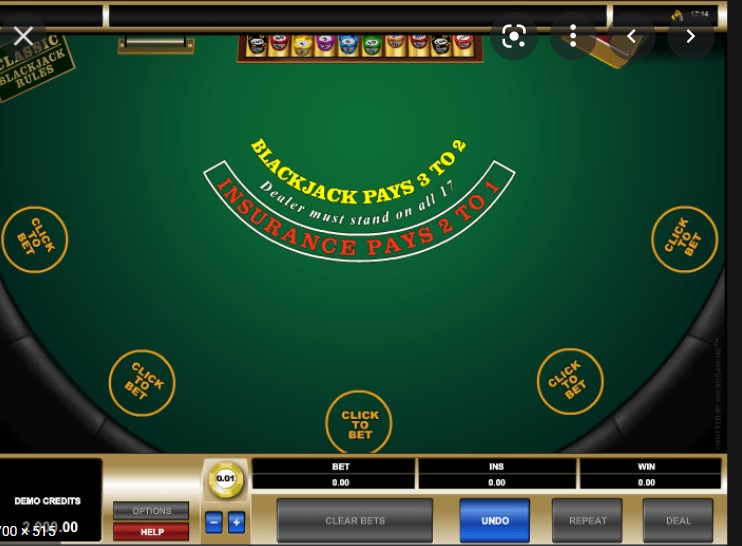 17:14
CLASSIC
BLACKJACK
RULES
BLACKJACK PAYS 3 TO 2
Dealer must stand on all 17
INSURANCE PAYS 2 TO 1
CLICK
TO
BET
CLICK
TO
BET
CLICK
TO
BET
CLICK
TO
BET
CLICK
TO
BET
POWERED BY MICROGAMING™
DEMO CREDITS
.00
00 × 515
OPTIONS
HELP
0.01
BET
INS
WIN
0.00
0.00
0.00
CLEAR BETS
UNDO
REPEAT
DEAL